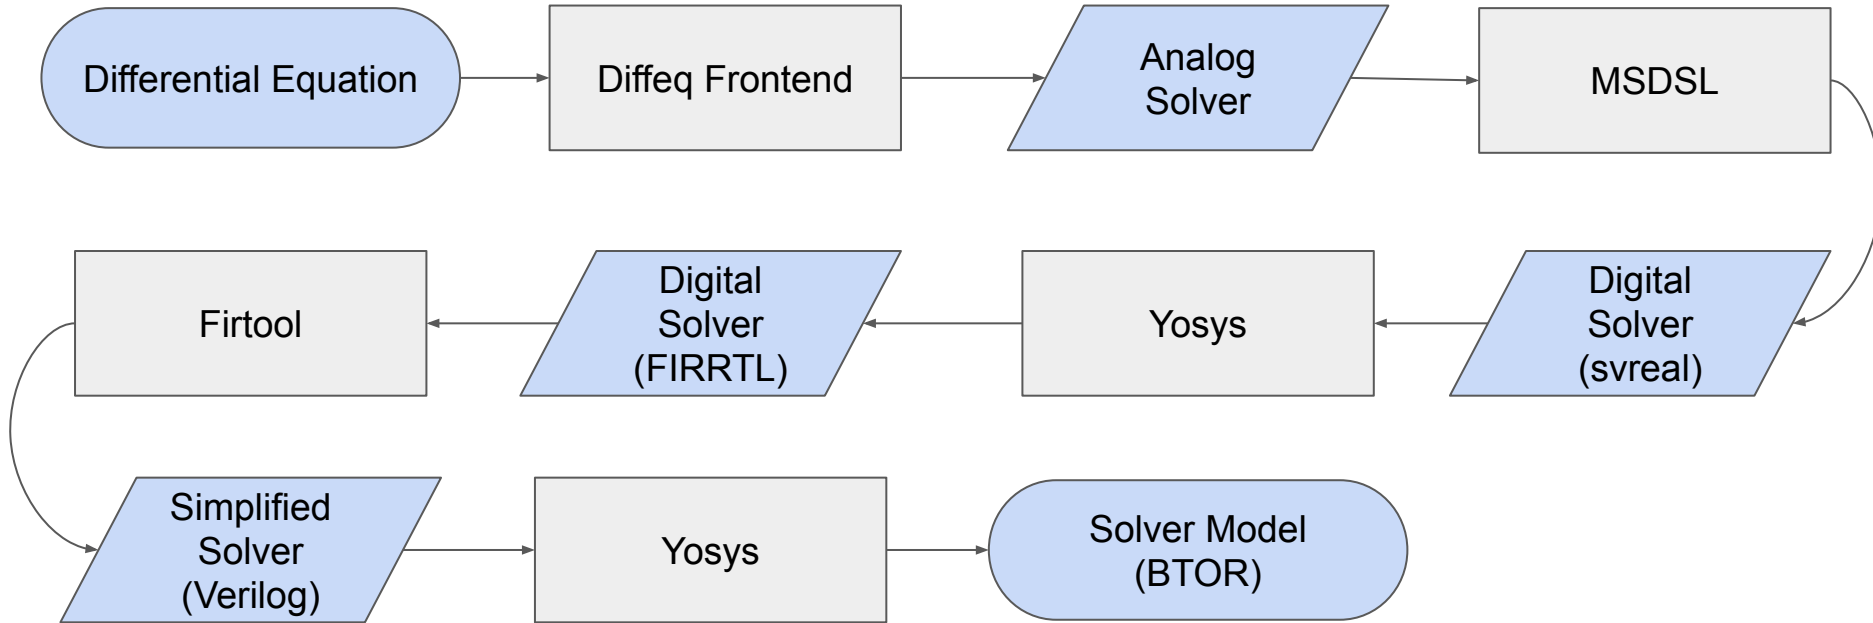 Differential Equation
Diffeq Frontend
Analog
Solver
MSDSL
Firtool
Digital
Solver
(FIRRTL)
Yosys
Digital
Solver
(svreal)
Simplified
Solver
(Verilog)
Yosys
Solver Model
(BTOR)